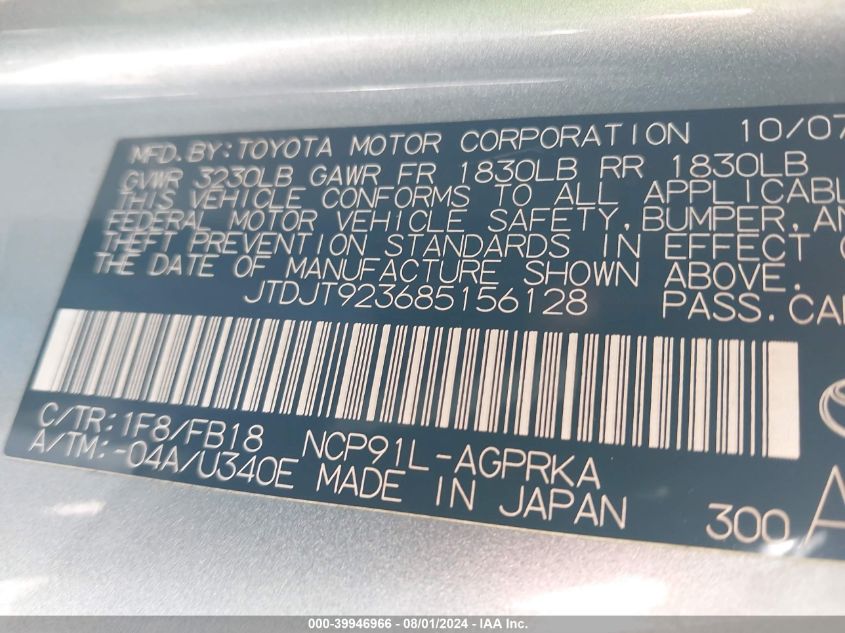 MFD.BY:TOYOTA MOTOR CORPORATION 10/07
GVWR 3230LB GAWR FR 1830LB RR 1830LB
THIS VEHICLE CONFORMS TO ALL APPLICABL
FEDERAL MOTOR VEHICLE SAFETY,BUMPER,AN
THEFT PREVENTION STANDARDS IN EFFECT
THE DATE OF MANUFACTURE SHOWN ABOVE.
JTDJT923685156128 PASS.CA
C/TR:1F8/FB18 NCP91L-AGPRKA
A/TM:-04A/U340E MADE IN JAPAN 300 A
000-39946966 - 08/01/2024 - IAA Inc.